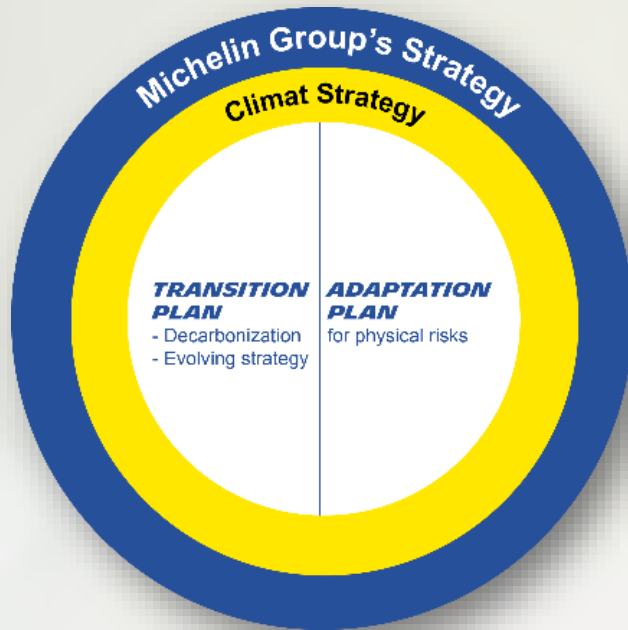 Michelin Group's Strategy
Climat Strategy
TRANSITION
PLAN
- Decarbonization
- Evolving strategy
ADAPTATION
PLAN
for physical risks